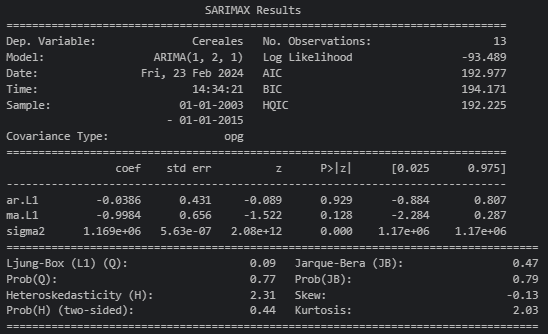 SARIMAX Results
==============================================================================
Dep. Variable: Cereales No. Observations: 13
Model: ARIMA(1, 2, 1) Log Likelihood -93.489
Date: Fri, 23 Feb 2024 AIC 192.977
Time: 14:34:21 BIC 194.171
Sample: 01-01-2003 HQIC 192.225
- 01-01-2015
Covariance Type: opg
==============================================================================
coef std err z P>|z| [0.025 0.975]
------------------------------------------------------------------------------
ar.L1 -0.0386 0.431 -0.089 0.929 -0.884 0.807
ma.L1 -0.9984 0.656 -1.522 0.128 -2.284 0.287
sigma2 1.169e+06 5.63e-07 2.08e+12 0.000 1.17e+06 1.17e+06
===================================================================================
Ljung-Box (L1) (Q): 0.09 Jarque-Bera (JB): 0.47
Prob(Q): 0.77 Prob(JB): 0.79
Heteroskedasticity (H): 2.31 Skew: -0.13
Prob(H) (two-sided): 0.44 Kurtosis: 2.03
===================================================================================